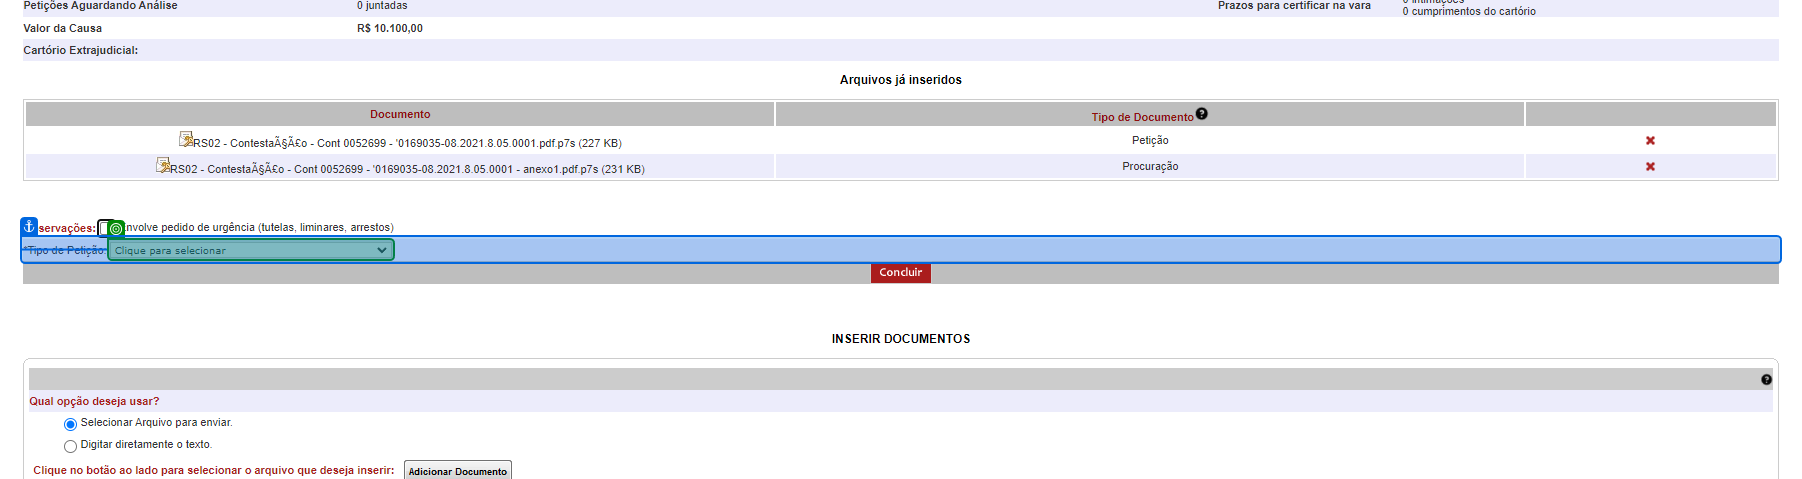 Petições Aguardando Análise 0 juntadas Prazos para certificar na vara
0 intimações
0 cumprimentos do cartório
Valor da Causa R$ 10.100,00
Cartório Extrajudicial:
Arquivos já inseridos
Documento Tipo de Documento
RS02 - ContestaÃ§Ã£o - Cont 0052699 - '0169035-08.2021.8.05.0001.pdf.p7s (227 KB) Petição
RS02 - ContestaÃ§Ã£o - Cont 0052699 - '0169035-08.2021.8.05.0001 - anexo1.pdf.p7s (231 KB) Procuração
servações: nvolve pedido de urgência (tutelas, liminares, arrestos)
*Tipo de Petição: Clique para selecionar
Concluir
INSERIR DOCUMENTOS
Qual opção deseja usar?
Selecionar Arquivo para enviar.
Digitar diretamente o texto.
Clique no botão ao lado para selecionar o arquivo que deseja inserir: Adicionar Documento